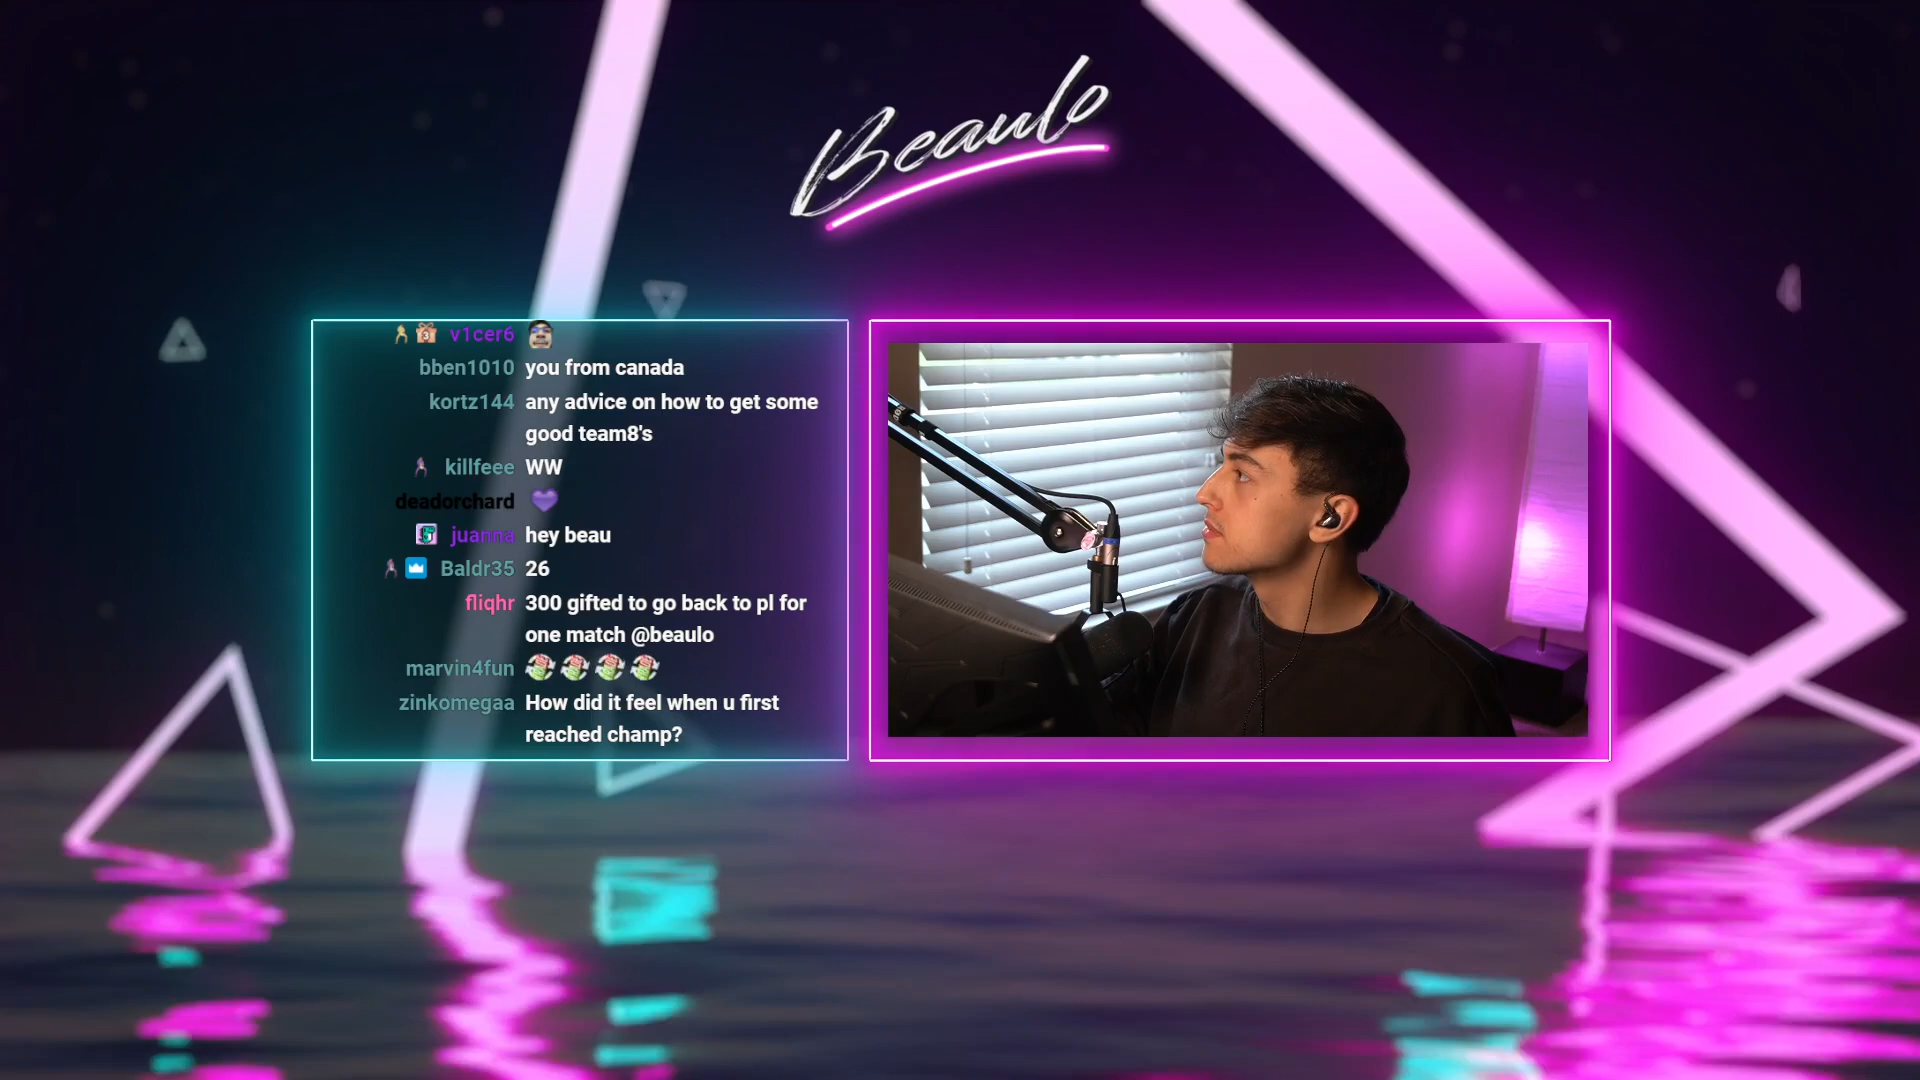 Beaulo
v1cer6
bben1010 you from canada
kortz144 any advice on how to get some
good team8's
killfeee WW
deadorchard
juanna hey beau
Baldr35 26
fliqhr 300 gifted to go back to pl for
one match @beaulo
marvin4fun
zinkomegaa How did it feel when u first
reached champ?